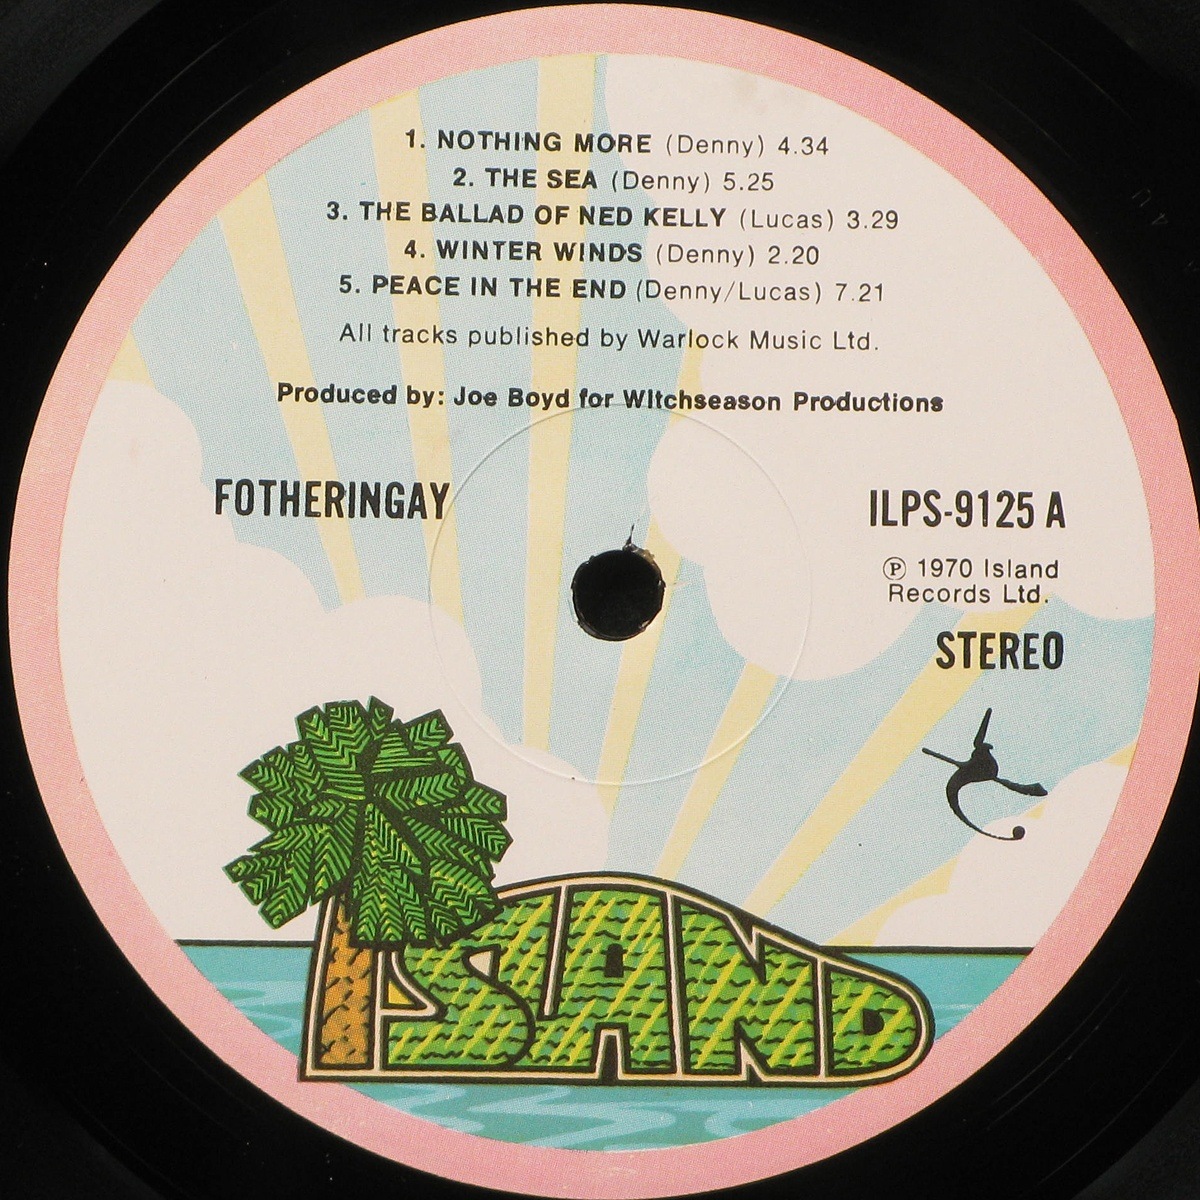 1. NOTHING MORE (Denny) 4.34
2. THE SEA (Denny) 5.25
3. THE BALLAD OF NED KELLY (Lucas) 3.29
4. WINTER WINDS (Denny) 2.20
5. PEACE IN THE END (Denny/Lucas) 7.21
All tracks published by Warlock Music Ltd.
Produced by: Joe Boyd for Witchseason Productions
FOTHERINGAY
ILPS-9125 A
℗ 1970 Island
Records Ltd.
STEREO
ISLAND